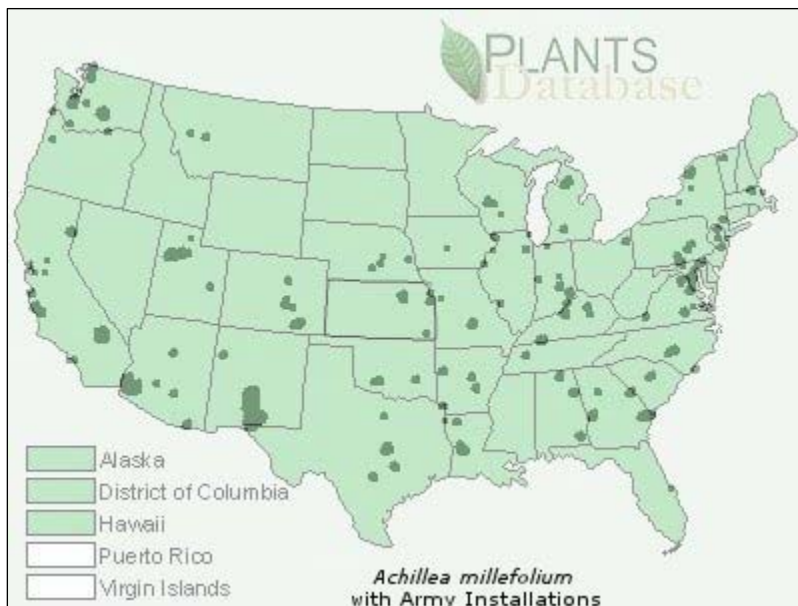 PLANTS
Database
Alaska
District of Columbia
Hawaii
Puerto Rico
Virgin Islands
Achillea millefolium
with Army Installations